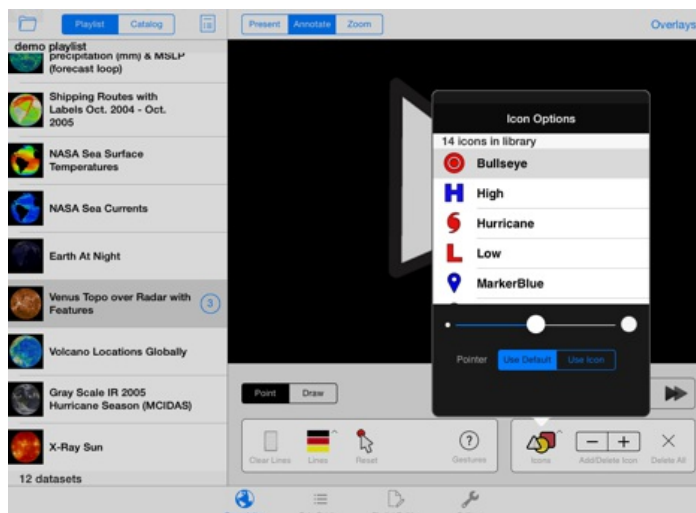 Playlist
Catalog
Present
Annotate
Zoom
Overlays
demo playlist
precipitation (mm) & MSLP
(forecast loop)
Shipping Routes with
Labels Oct. 2004 - Oct.
2005
NASA Sea Surface
Temperatures
NASA Sea Currents
Earth At Night
Venus Topo over Radar with
Features
3
Volcano Locations Globally
Gray Scale IR 2005
Hurricane Season (MCIDAS)
X-Ray Sun
12 datasets
Icon Options
14 icons in library
Bullseye
High
Hurricane
Low
MarkerBlue
Pointer
Use Default
Use Icon
Point
Draw
Clear Lines
Lines
Reset
Gestures
Icons
Add/Delete Icon
Delete All